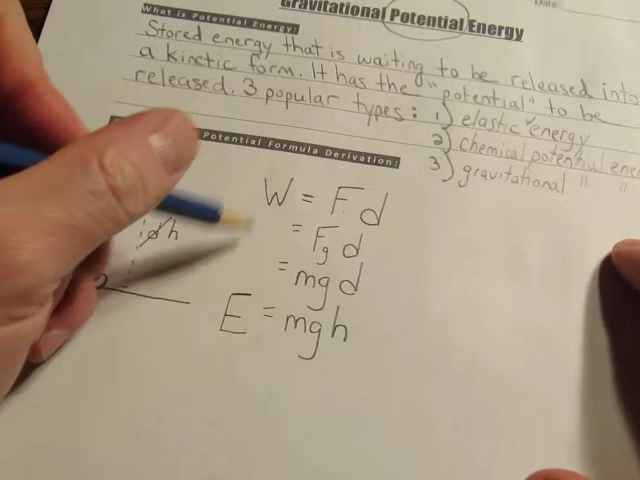 Gravitational Potential Energy
Date
What is Potential Energy:
Stored energy that is waiting to be released into
a kinetic form. It has the "potential" to be
released. 3 popular types: 1) elastic energy
2) chemical potential ener
3) gravitational " "
Potential Formula Derivation:
W = F d
= Fg d
= mg d
E = mgh
d h